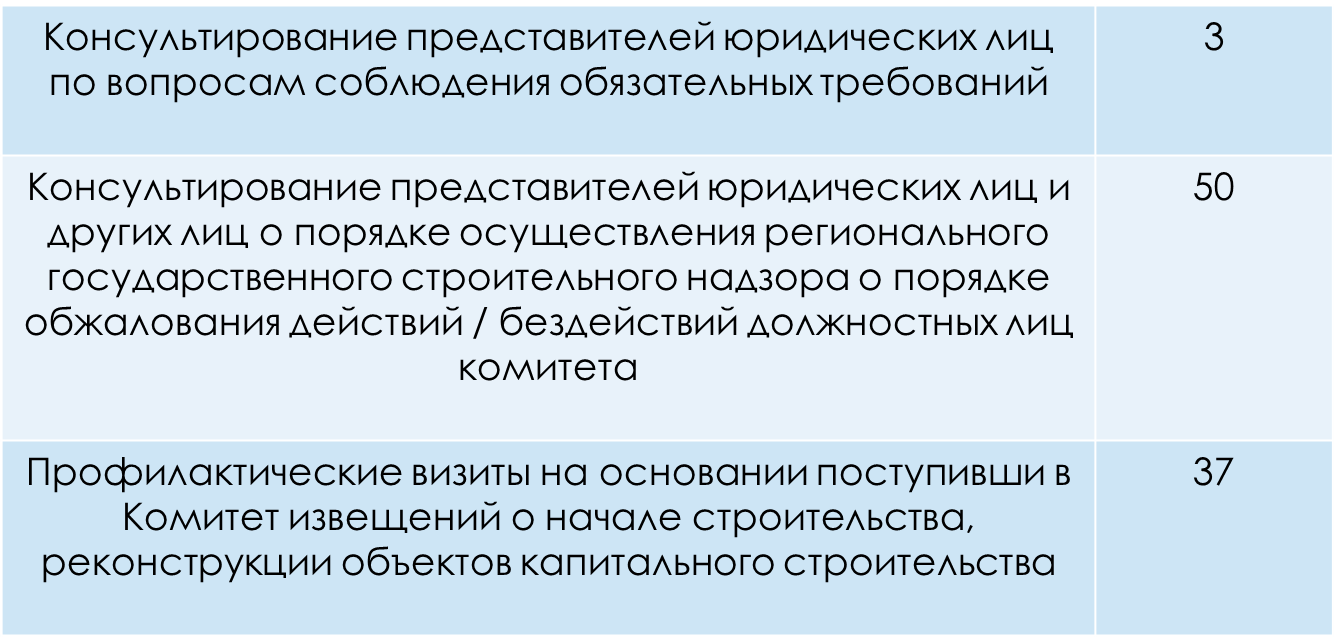 Консультирование представителей юридических лиц
по вопросам соблюдения обязательных требований
3
Консультирование представителей юридических лиц и
других лиц о порядке осуществления регионального
государственного строительного надзора о порядке
обжалования действий / бездействий должностных лиц
комитета
50
Профилактические визиты на основании поступивши в
Комитет извещений о начале строительства,
реконструкции объектов капитального строительства
37